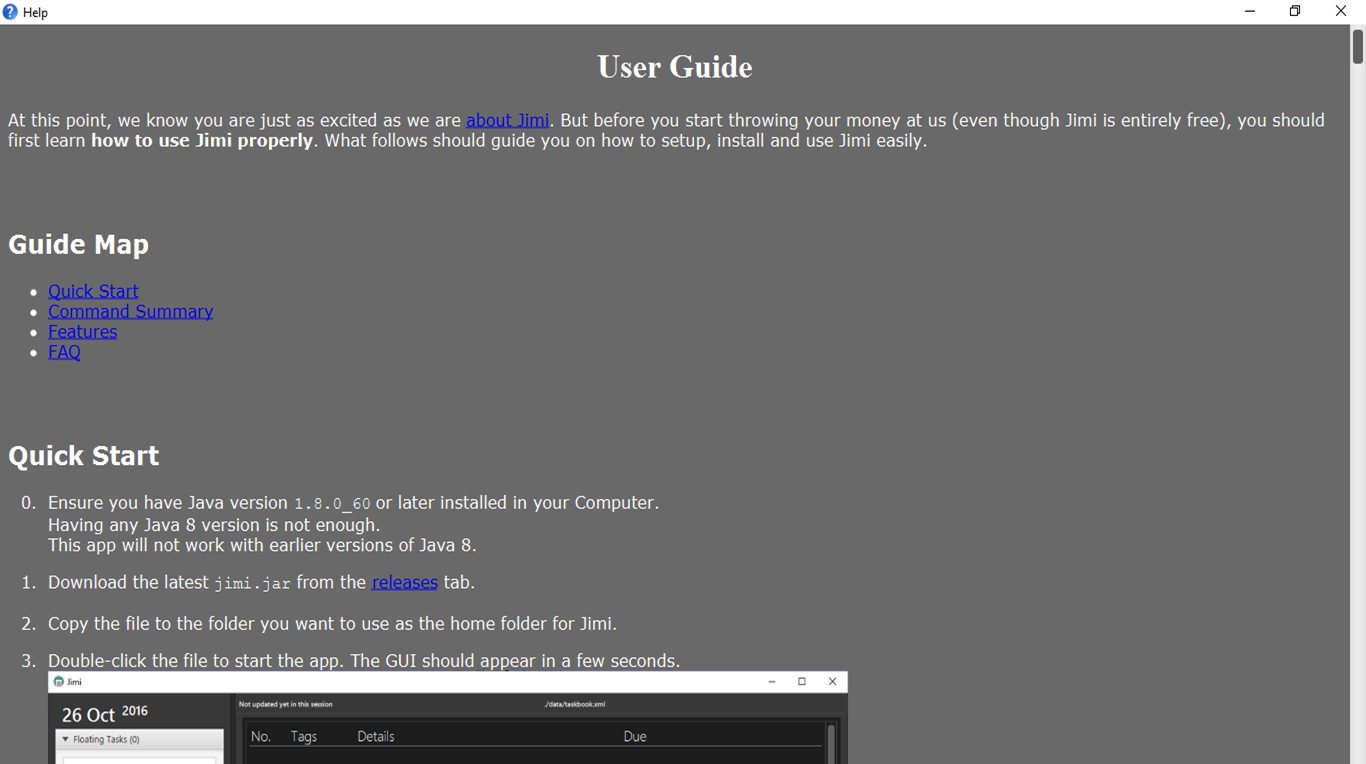 Help
User Guide
At this point, we know you are just as excited as we are about Jimi. But before you start throwing your money at us (even though Jimi is entirely free), you should
first learn how to use Jimi properly. What follows should guide you on how to setup, install and use Jimi easily.
Guide Map
• Quick Start
• Command Summary
• Features
• FAQ
Quick Start
0. Ensure you have Java version 1.8.0_60 or later installed in your Computer.
Having any Java 8 version is not enough.
This app will not work with earlier versions of Java 8.
1. Download the latest jimi.jar from the releases tab.
2. Copy the file to the folder you want to use as the home folder for Jimi.
3. Double-click the file to start the app. The GUI should appear in a few seconds.
Jimi
26 Oct 2016
Not updated yet in this session ./data/taskbook.xml
Floating Tasks (0)
No. Tags Details Due